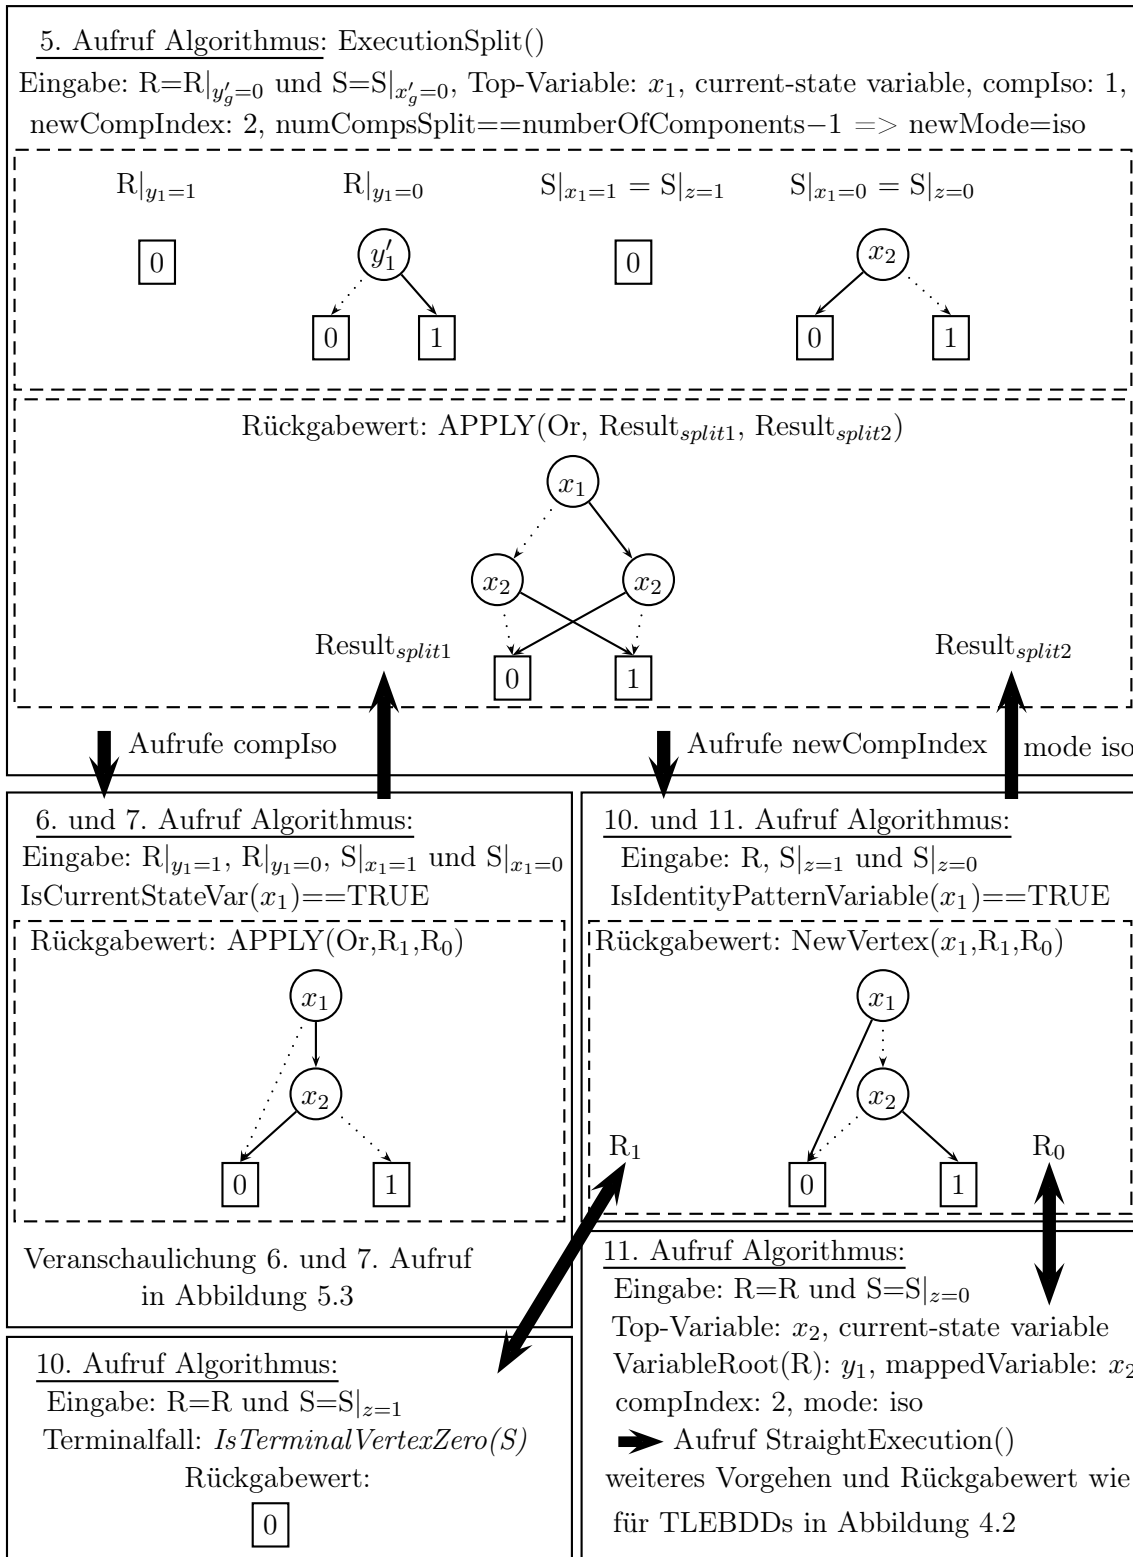 5. Aufruf Algorithmus: ExecutionSplit()
Eingabe: R=R|y′g=0 und S=S|x′g=0, Top-Variable: x1, current-state variable, compIso: 1,
newCompIndex: 2, numCompsSplit==numberOfComponents−1 => newMode=iso
R|y1=1 R|y1=0 S|x1=1 = S|z=1 S|x1=0 = S|z=0
0 y′1 0 x2
0 1 0 1
Rückgabewert: APPLY(Or, Resultsplit1, Resultsplit2)
x1
x2 x2
Resultsplit1 Resultsplit2
0 1
Aufrufe compIso Aufrufe newCompIndex mode iso
6. und 7. Aufruf Algorithmus:
Eingabe: R|y1=1, R|y1=0, S|x1=1 und S|x1=0
IsCurrentStateVar(x1)==TRUE
Rückgabewert: APPLY(Or,R1,R0)
x1
x2
0 1
Veranschaulichung 6. und 7. Aufruf
in Abbildung 5.3
10. und 11. Aufruf Algorithmus:
Eingabe: R, S|z=1 und S|z=0
IsIdentityPatternVariable(x1)==TRUE
Rückgabewert: NewVertex(x1,R1,R0)
x1
x2
R1 R0
0 1
10. Aufruf Algorithmus:
Eingabe: R=R und S=S|z=1
Terminalfall: IsTerminalVertexZero(S)
Rückgabewert:
0
11. Aufruf Algorithmus:
Eingabe: R=R und S=S|z=0
Top-Variable: x2, current-state variable
VariableRoot(R): y1, mappedVariable: x2
compIndex: 2, mode: iso
Aufruf StraightExecution()
weiteres Vorgehen und Rückgabewert wie
für TLEBDDs in Abbildung 4.2